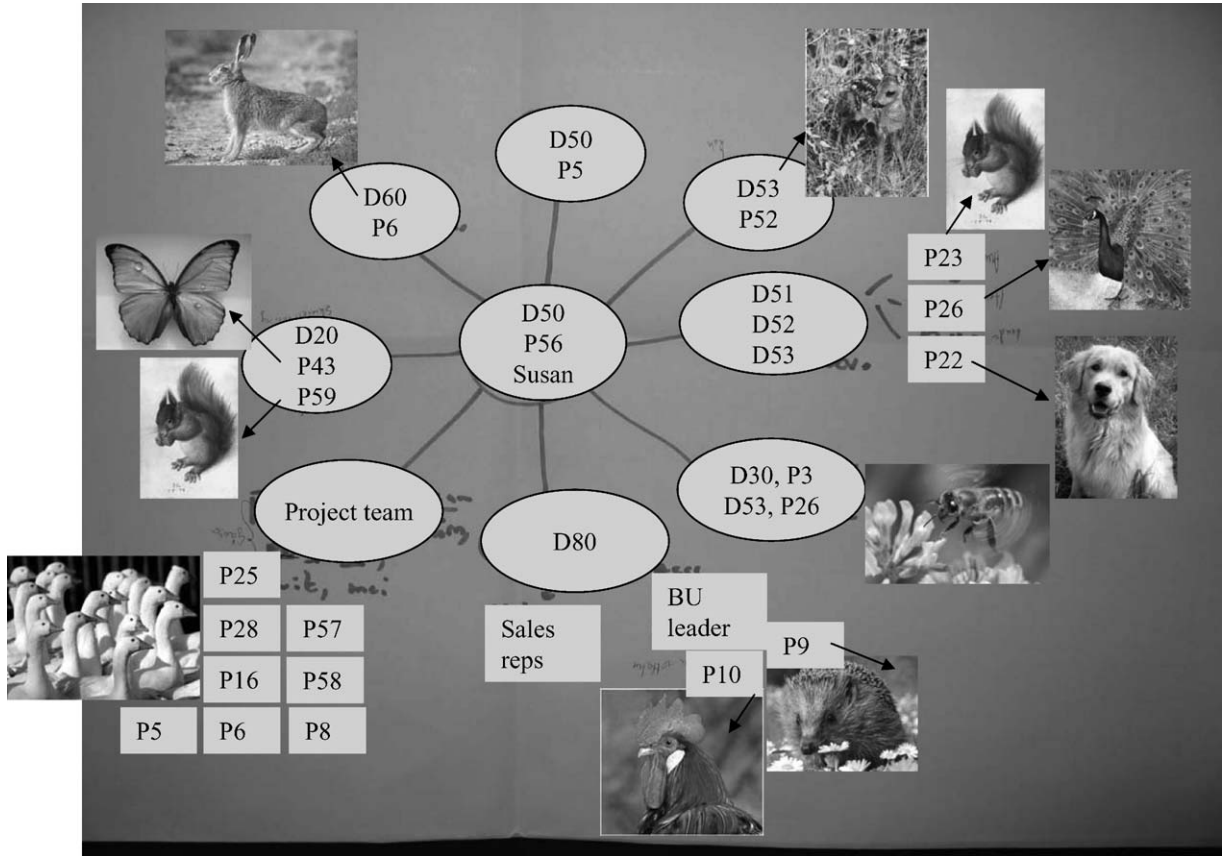 D50
P5
D60
P6
D53
P52
P23
P26
P22
D51
D52
D53
D50
P56
Susan
D20
P43
P59
D30, P3
D53, P26
Project team
D80
P25
P28
P57
P16
P58
P5
P6
P8
Sales
reps
BU
leader
P9
P10